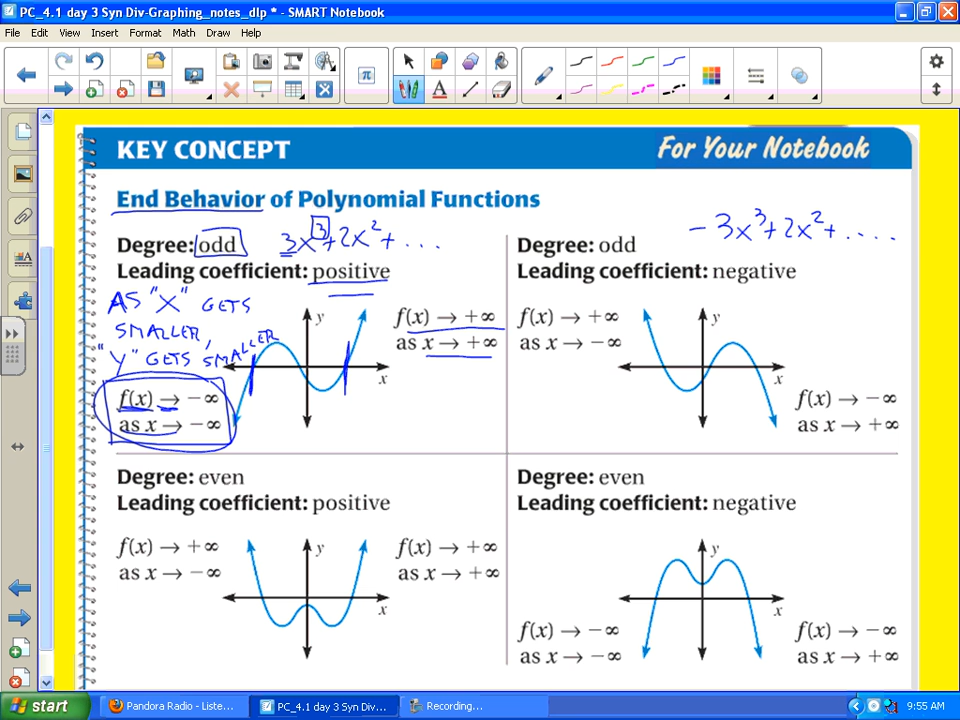 PC_4.1 day 3 Syn Div-Graphing_notes_dlp * - SMART Notebook
File Edit View Insert Format Math Draw Help
KEY CONCEPT
For Your Notebook
End Behavior of Polynomial Functions
Degree: odd
3x³+2x²+ ...
Leading coefficient: positive
AS "X" GETS
SMALLER,
"Y" GETS SMALLER
f(x) → −∞
as x → −∞
y
x
f(x) → +∞
as x → +∞
−3x³+2x²+ ....
Degree: odd
Leading coefficient: negative
f(x) → +∞
as x → −∞
y
x
f(x) → −∞
as x → +∞
Degree: even
Leading coefficient: positive
f(x) → +∞
as x → −∞
y
x
f(x) → +∞
as x → +∞
Degree: even
Leading coefficient: negative
y
x
f(x) → −∞
as x → −∞
f(x) → −∞
as x → +∞
start
Pandora Radio - Liste...
PC_4.1 day 3 Syn Div...
Recording...
9:55 AM